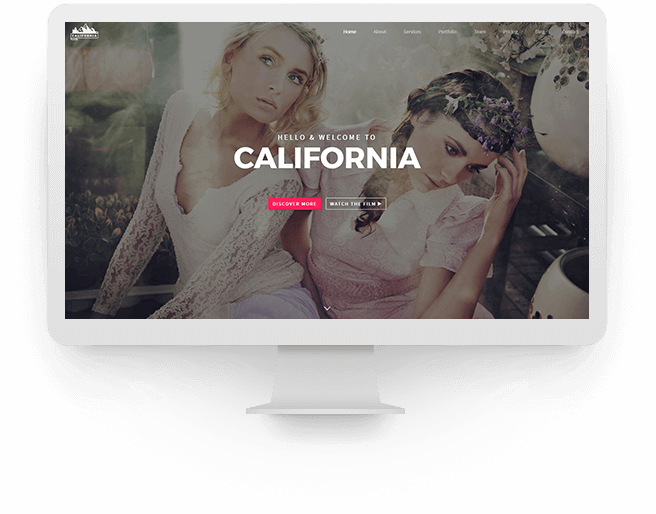 CALIFORNIA
Home About Services Portfolio Team Pricing Blog Contact
HELLO & WELCOME TO
CALIFORNIA
DISCOVER MORE WATCH THE FILM